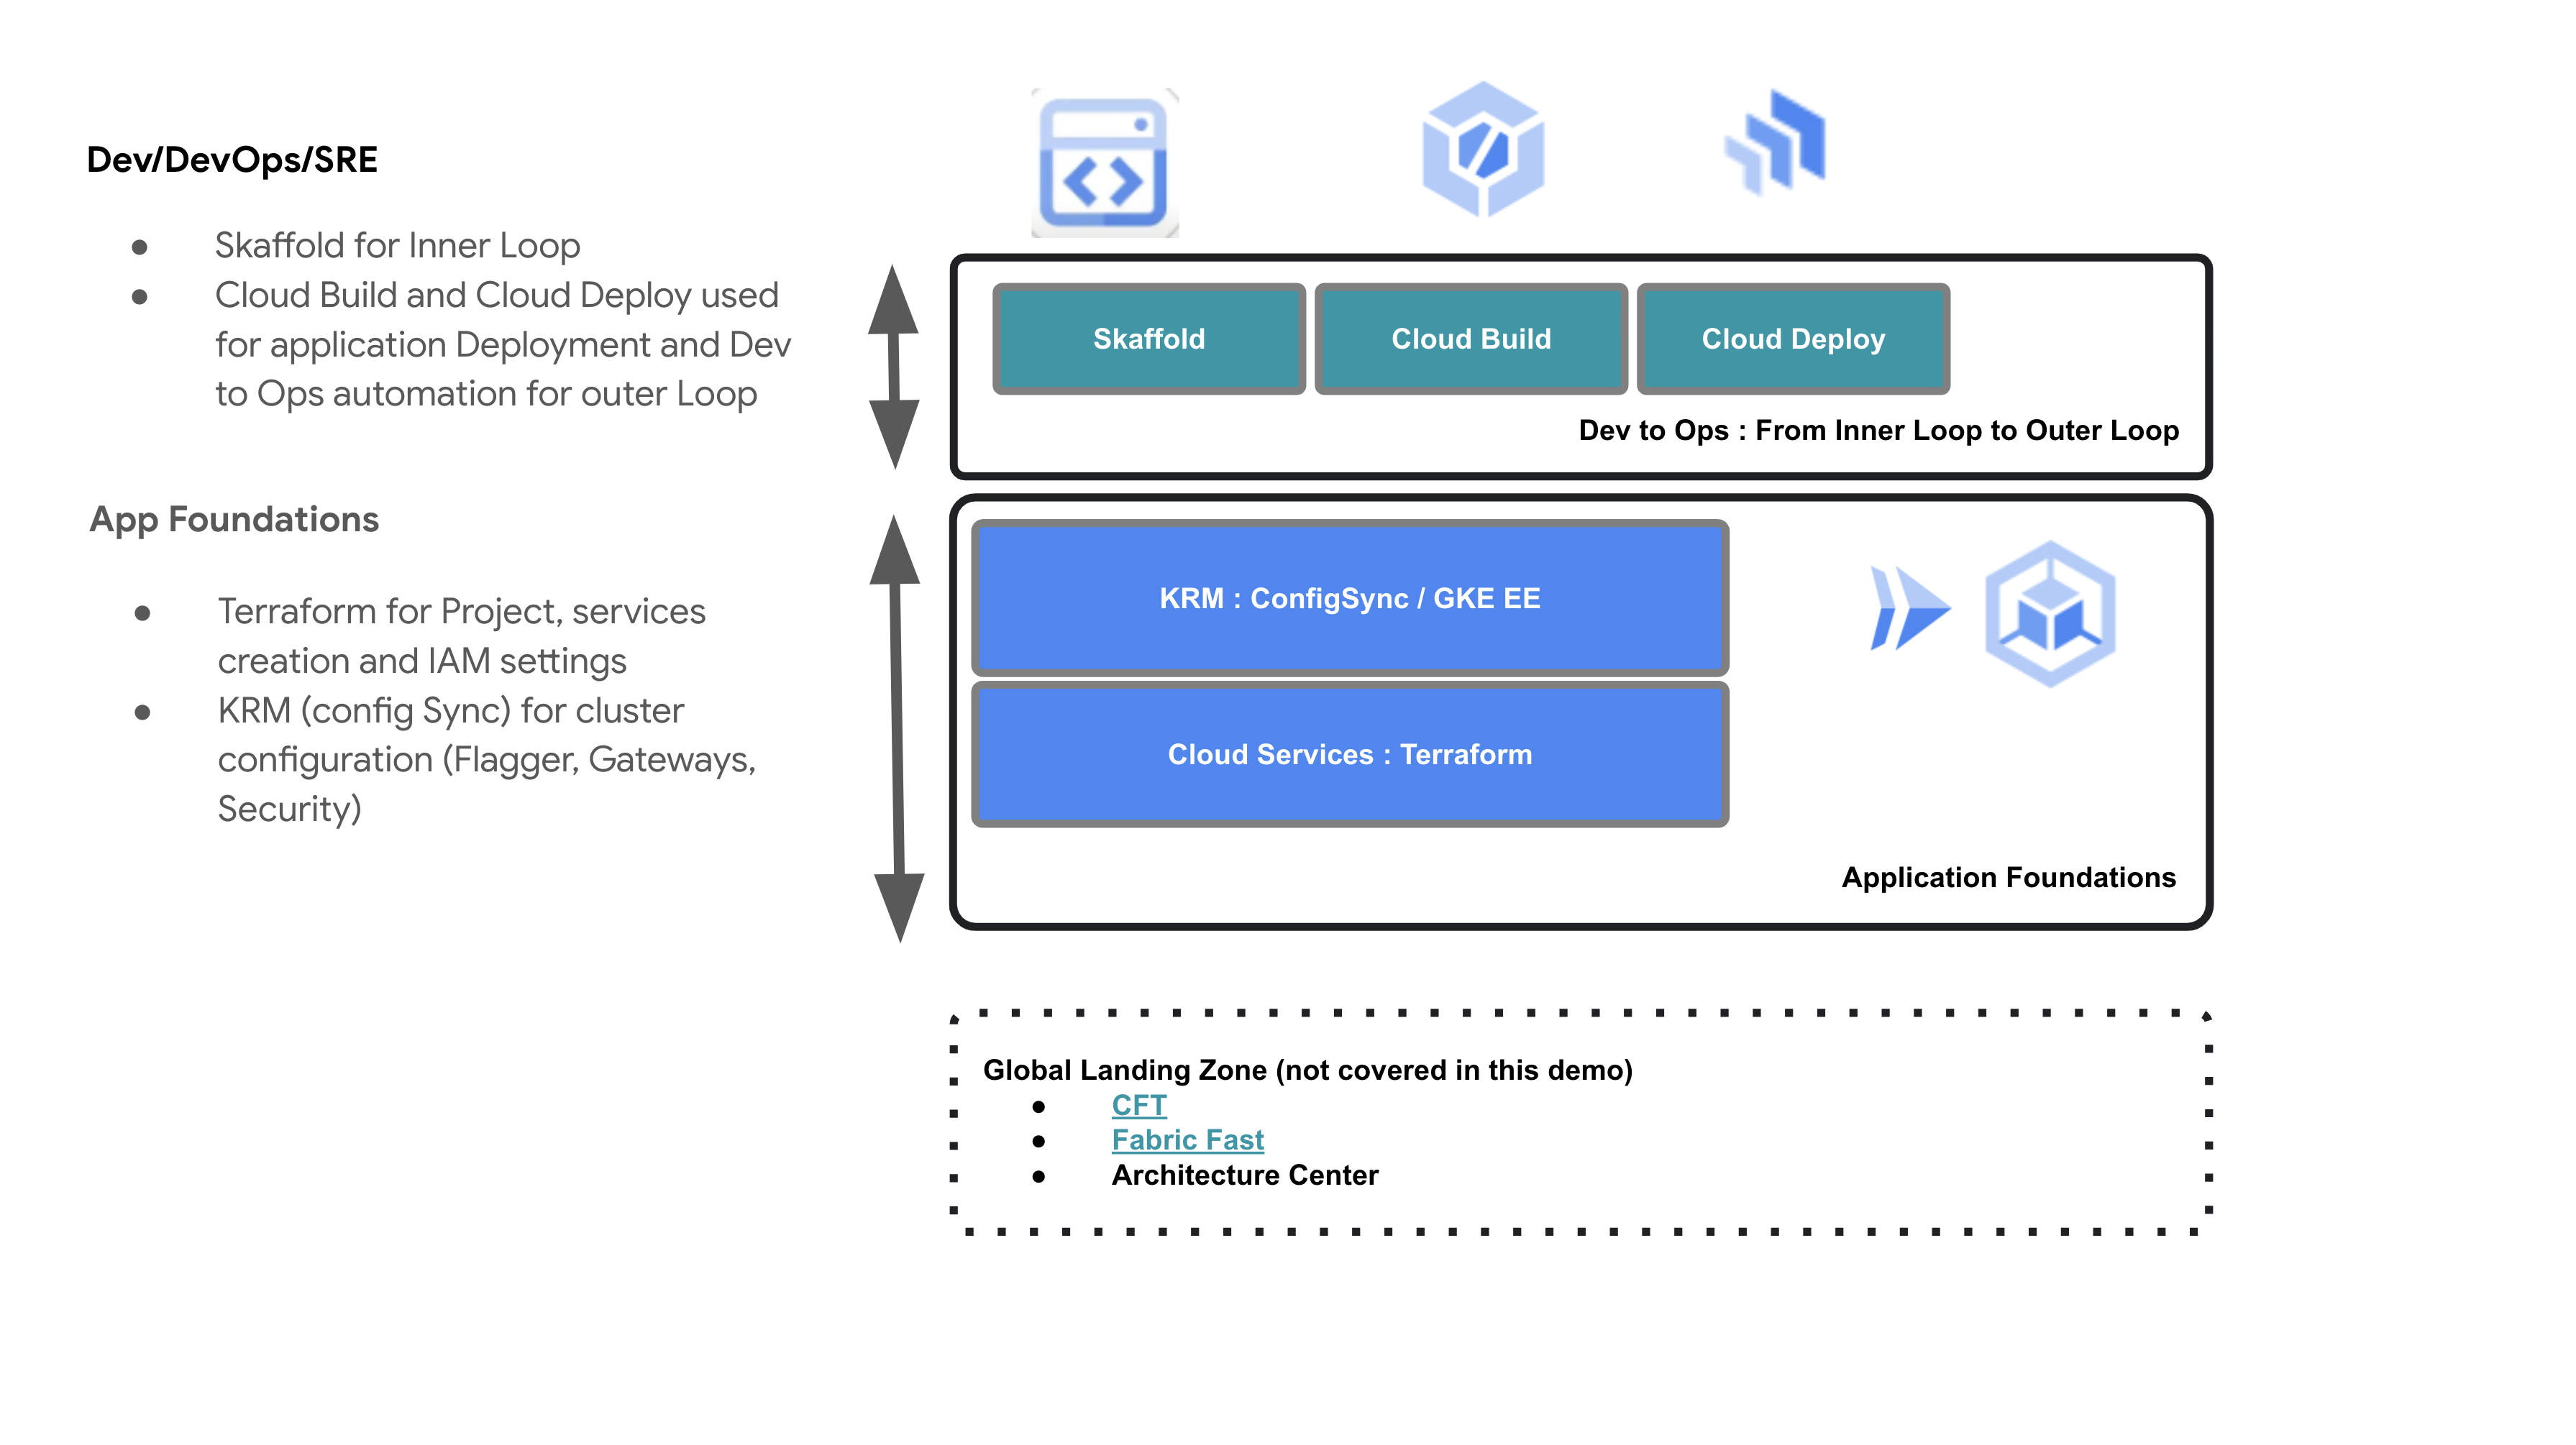 Dev/DevOps/SRE
● Skaffold for Inner Loop
● Cloud Build and Cloud Deploy used
for application Deployment and Dev
to Ops automation for outer Loop
App Foundations
● Terraform for Project, services
creation and IAM settings
● KRM (config Sync) for cluster
configuration (Flagger, Gateways,
Security)
Skaffold
Cloud Build
Cloud Deploy
Dev to Ops : From Inner Loop to Outer Loop
KRM : ConfigSync / GKE EE
Cloud Services : Terraform
Application Foundations
Global Landing Zone (not covered in this demo)
● CFT
● Fabric Fast
● Architecture Center